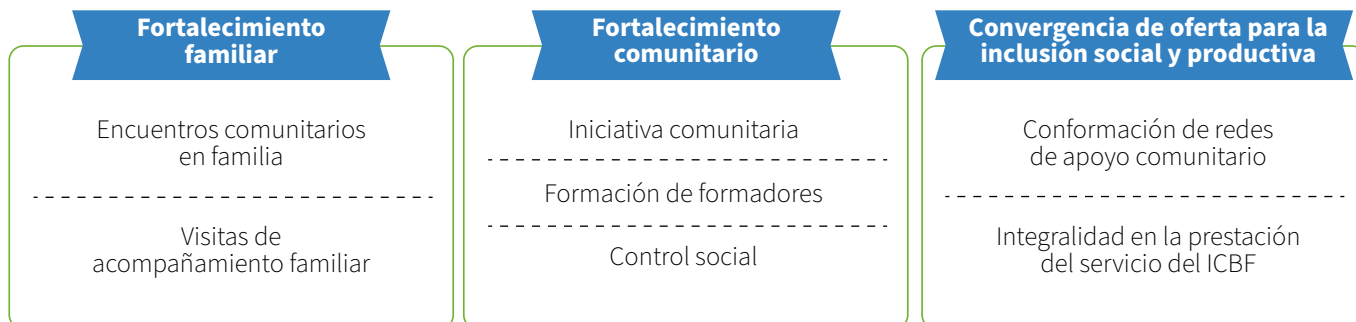 Fortalecimiento
familiar
Encuentros comunitarios
en familia
Visitas de
acompañamiento familiar
Fortalecimiento
comunitario
Iniciativa comunitaria
Formación de formadores
Control social
Convergencia de oferta para la
inclusión social y productiva
Conformación de redes
de apoyo comunitario
Integralidad en la prestación
del servicio del ICBF